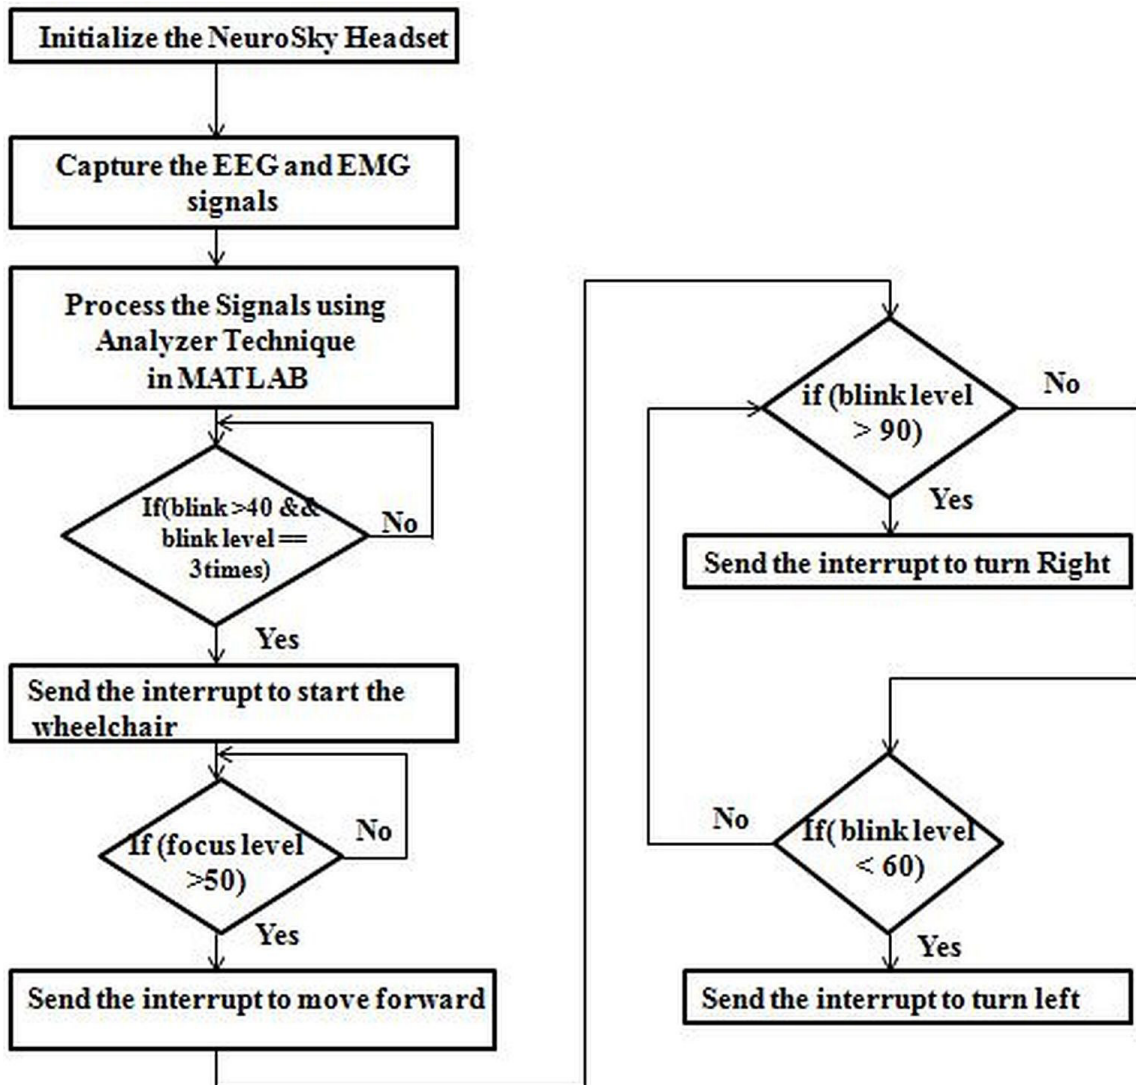 Initialize the NeuroSky Headset
Capture the EEG and EMG
signals
Process the Signals using
Analyzer Technique
in MATLAB
If(blink >40 &&
blink level ==
3times)
No
Yes
Send the interrupt to start the
wheelchair
If (focus level
>50)
No
Yes
Send the interrupt to move forward
if (blink level
> 90)
No
Yes
Send the interrupt to turn Right
If( blink level
< 60)
No
Yes
Send the interrupt to turn left